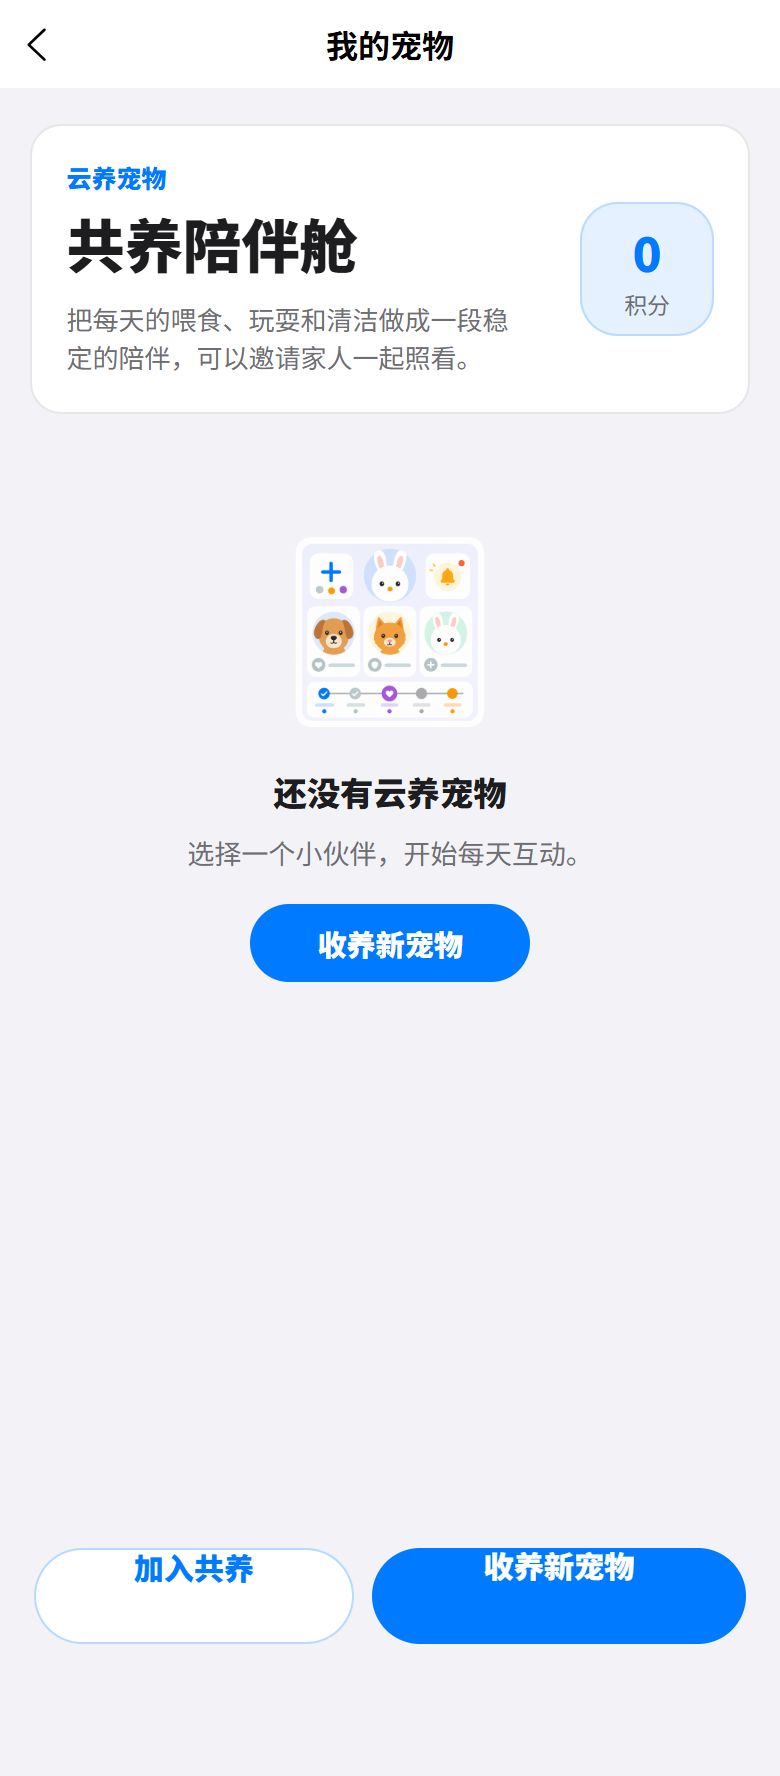 我的宠物
云养宠物
共养陪伴舱
把每天的喂食、玩耍和清洁做成一段稳
定的陪伴，可以邀请家人一起照看。
0
积分
还没有云养宠物
选择一个小伙伴，开始每天互动。
收养新宠物
加入共养
收养新宠物